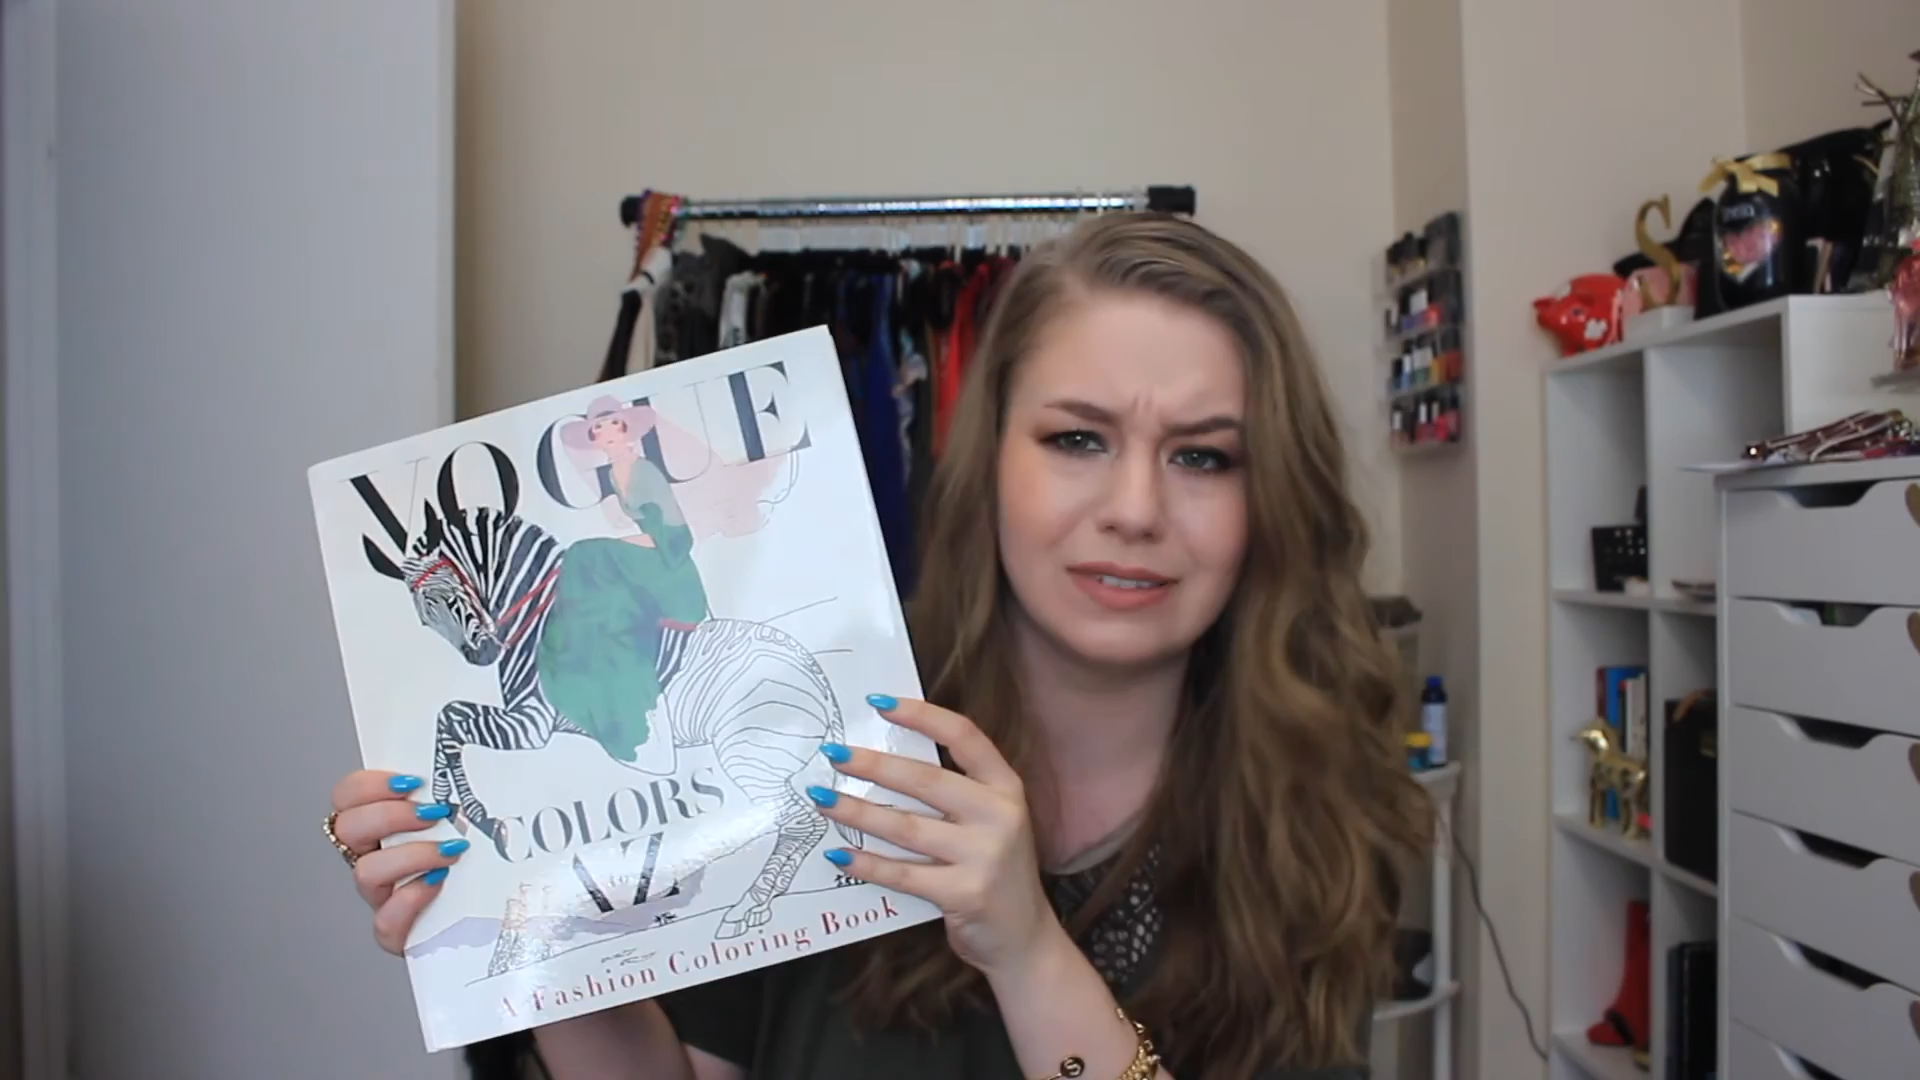 VOGUE
COLORS
A to Z
A Fashion Coloring Book
S
S